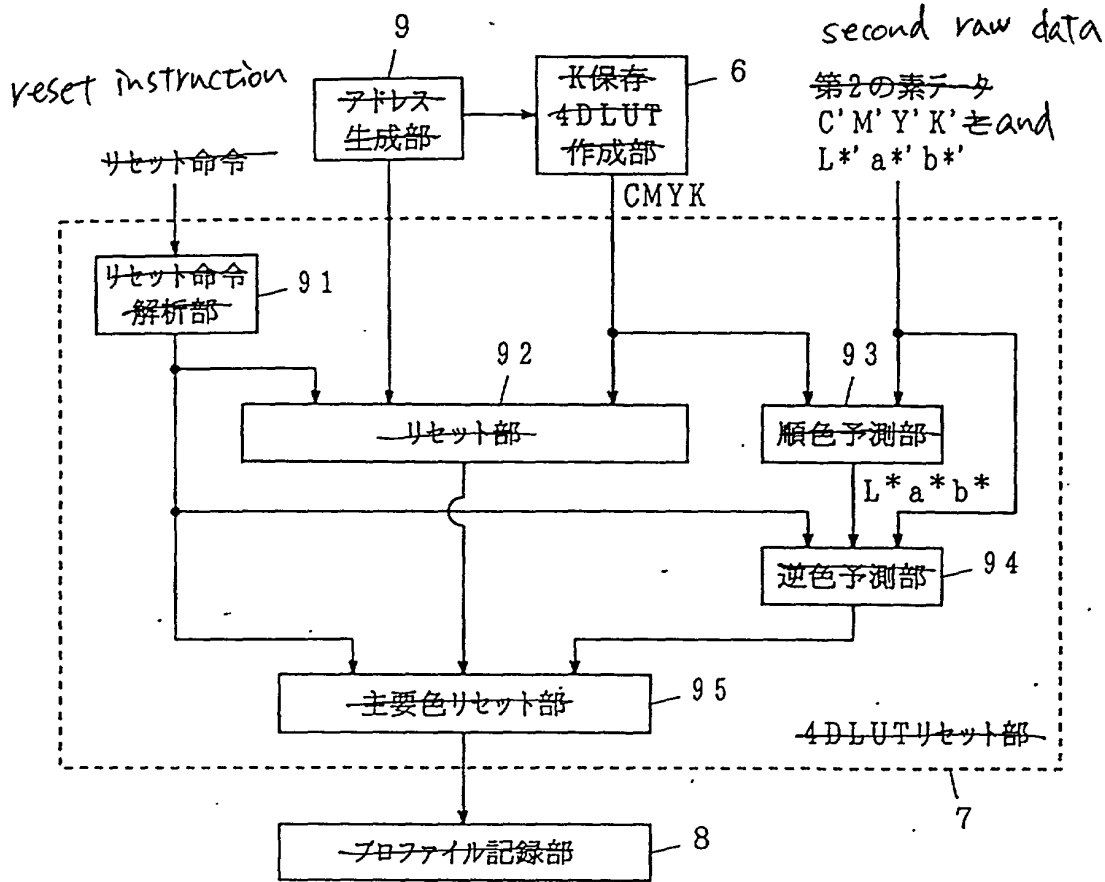 second raw data
reset instruction
9
6
アドレス
生成部
K保存
4DLUT
作成部
第2の素データ
C'M'Y'K'とand
L*'a*'b*'
リセット命令
CMYK
リセット命令
解析部
91
92
93
リセット部
順色予測部
L*a*b*
逆色予測部
94
主要色リセット部
95
4DLUTリセット部
7
プロファイル記録部
8